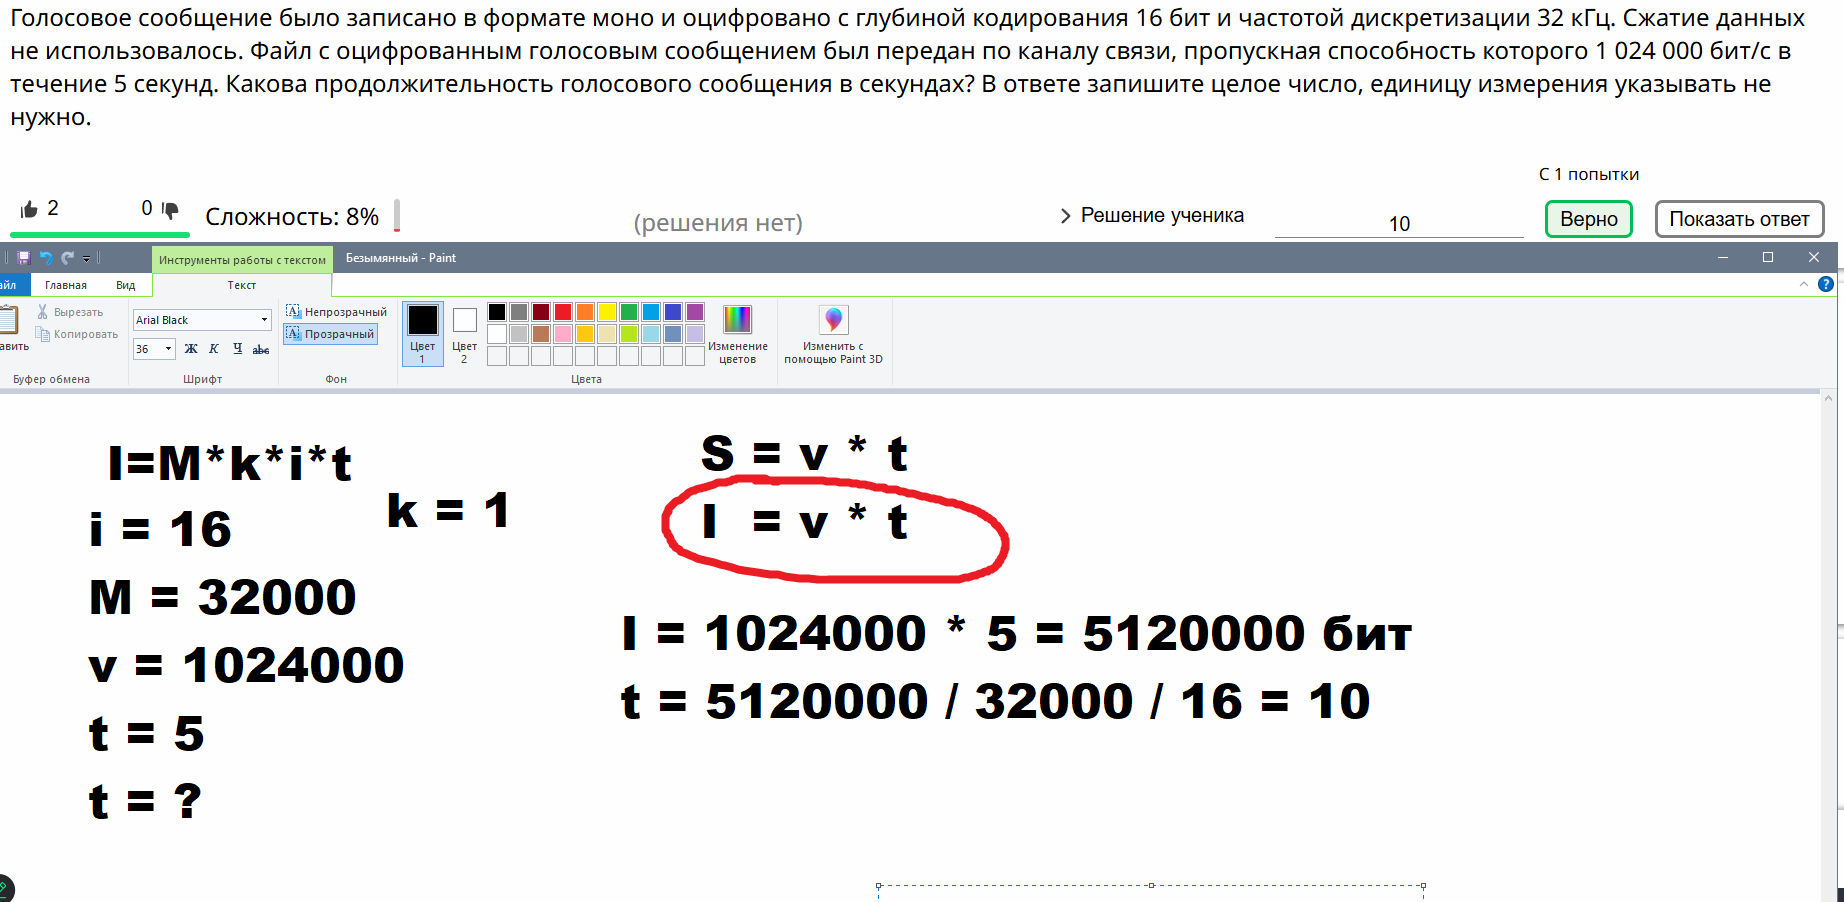 Голосовое сообщение было записано в формате моно и оцифровано с глубиной кодирования 16 бит и частотой дискретизации 32 кГц. Сжатие данных
не использовалось. Файл с оцифрованным голосовым сообщением был передан по каналу связи, пропускная способность которого 1 024 000 бит/с в
течение 5 секунд. Какова продолжительность голосового сообщения в секундах? В ответе запишите целое число, единицу измерения указывать не
нужно.
С 1 попытки
2 0 Сложность: 8% (решения нет) Решение ученика 10 Верно Показать ответ
Инструменты работы с текстом Безымянный - Paint
айл Главная Вид Текст
авить Вырезать Копировать
Arial Black
36 Ж К Ч abc
Непрозрачный
Прозрачный
Цвет 1 Цвет 2
Изменение цветов
Изменить с помощью Paint 3D
Буфер обмена Шрифт Фон Цвета
I=M*k*i*t
k = 1
i = 16
M = 32000
v = 1024000
t = 5
t = ?
S = v * t
I = v * t
I = 1024000 * 5 = 5120000 бит
t = 5120000 / 32000 / 16 = 10